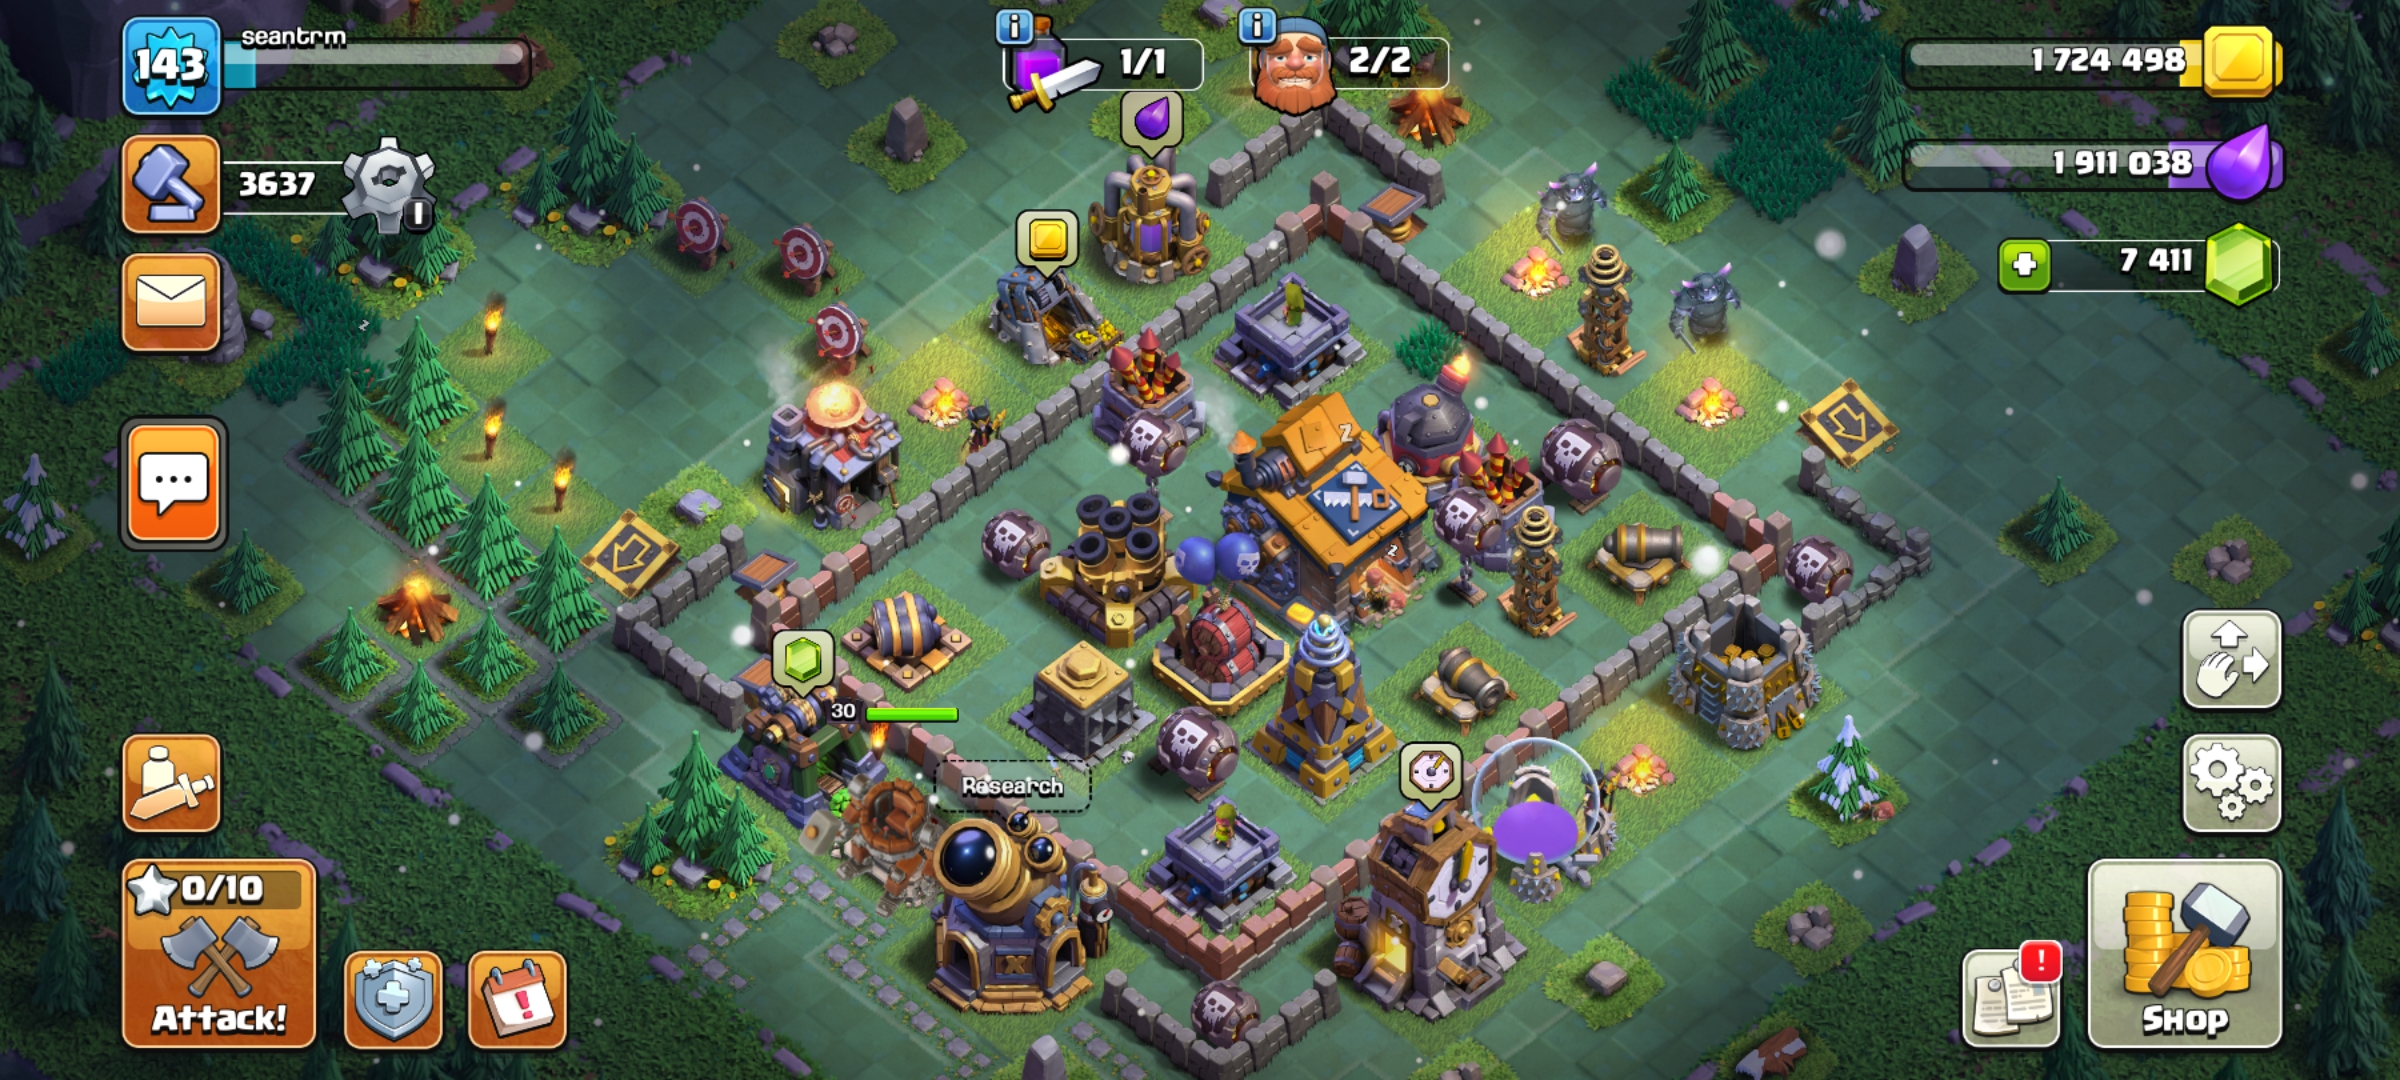 143
seantrm
1/1
2/2
1 724 498
3637
I
1 911 038
7 411
z
z
z
30
Research
0/10
Attack!
!
Shop